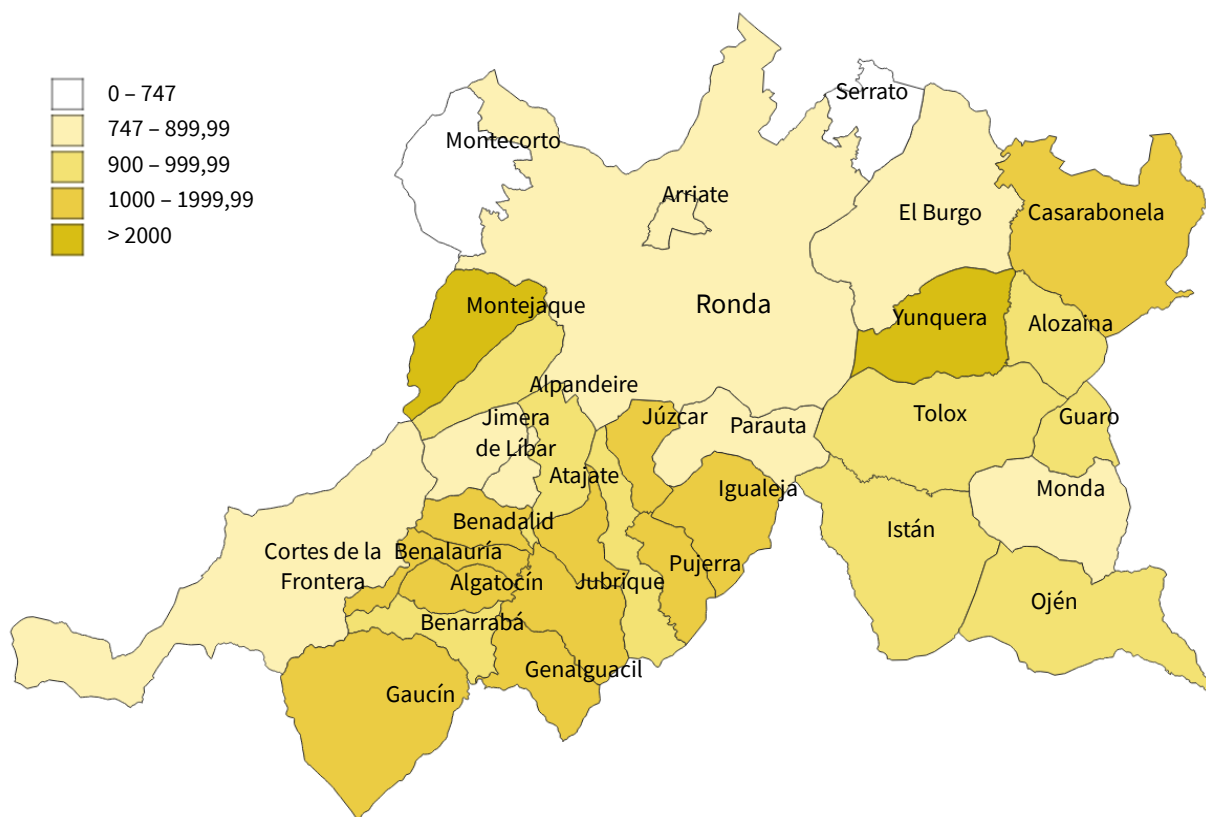 0 – 747
747 – 899,99
900 – 999,99
1000 – 1999,99
> 2000
Serrato
Montecorto
Arriate
El Burgo
Casarabonela
Montejaque
Ronda
Yunquera
Alozaina
Alpandeire
Jimera
de Líbar
Júzcar
Parauta
Tolox
Guaro
Atajate
Igualeja
Monda
Benadalid
Istán
Cortes de la
Frontera
Benalauría
Algatocín
Jubrique
Pujerra
Ojén
Benarrabá
Genalguacil
Gaucín